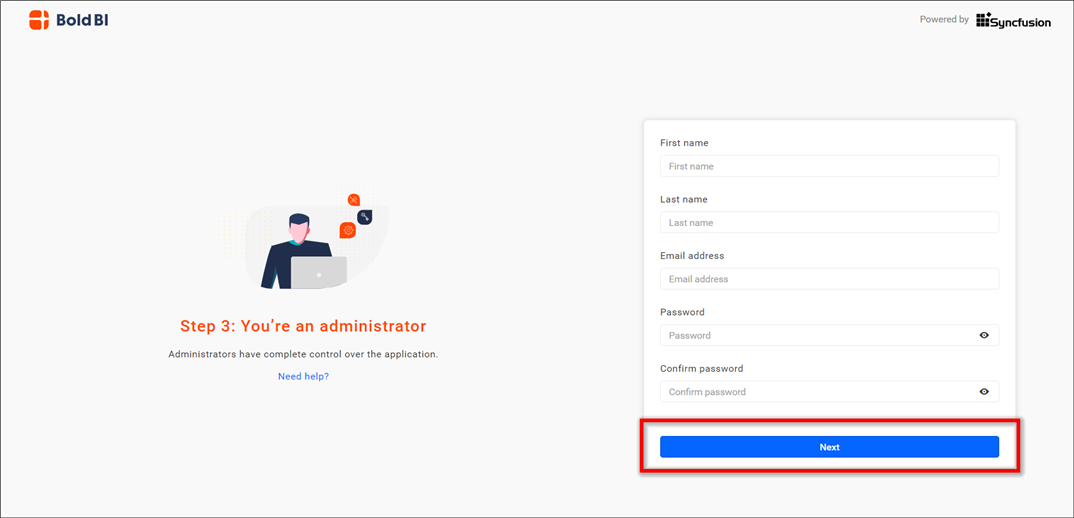 Bold BI
Powered by Syncfusion
Step 3: You're an administrator
Administrators have complete control over the application.
Need help?
First name
First name
Last name
Last name
Email address
Email address
Password
Password
Confirm password
Confirm password
Next